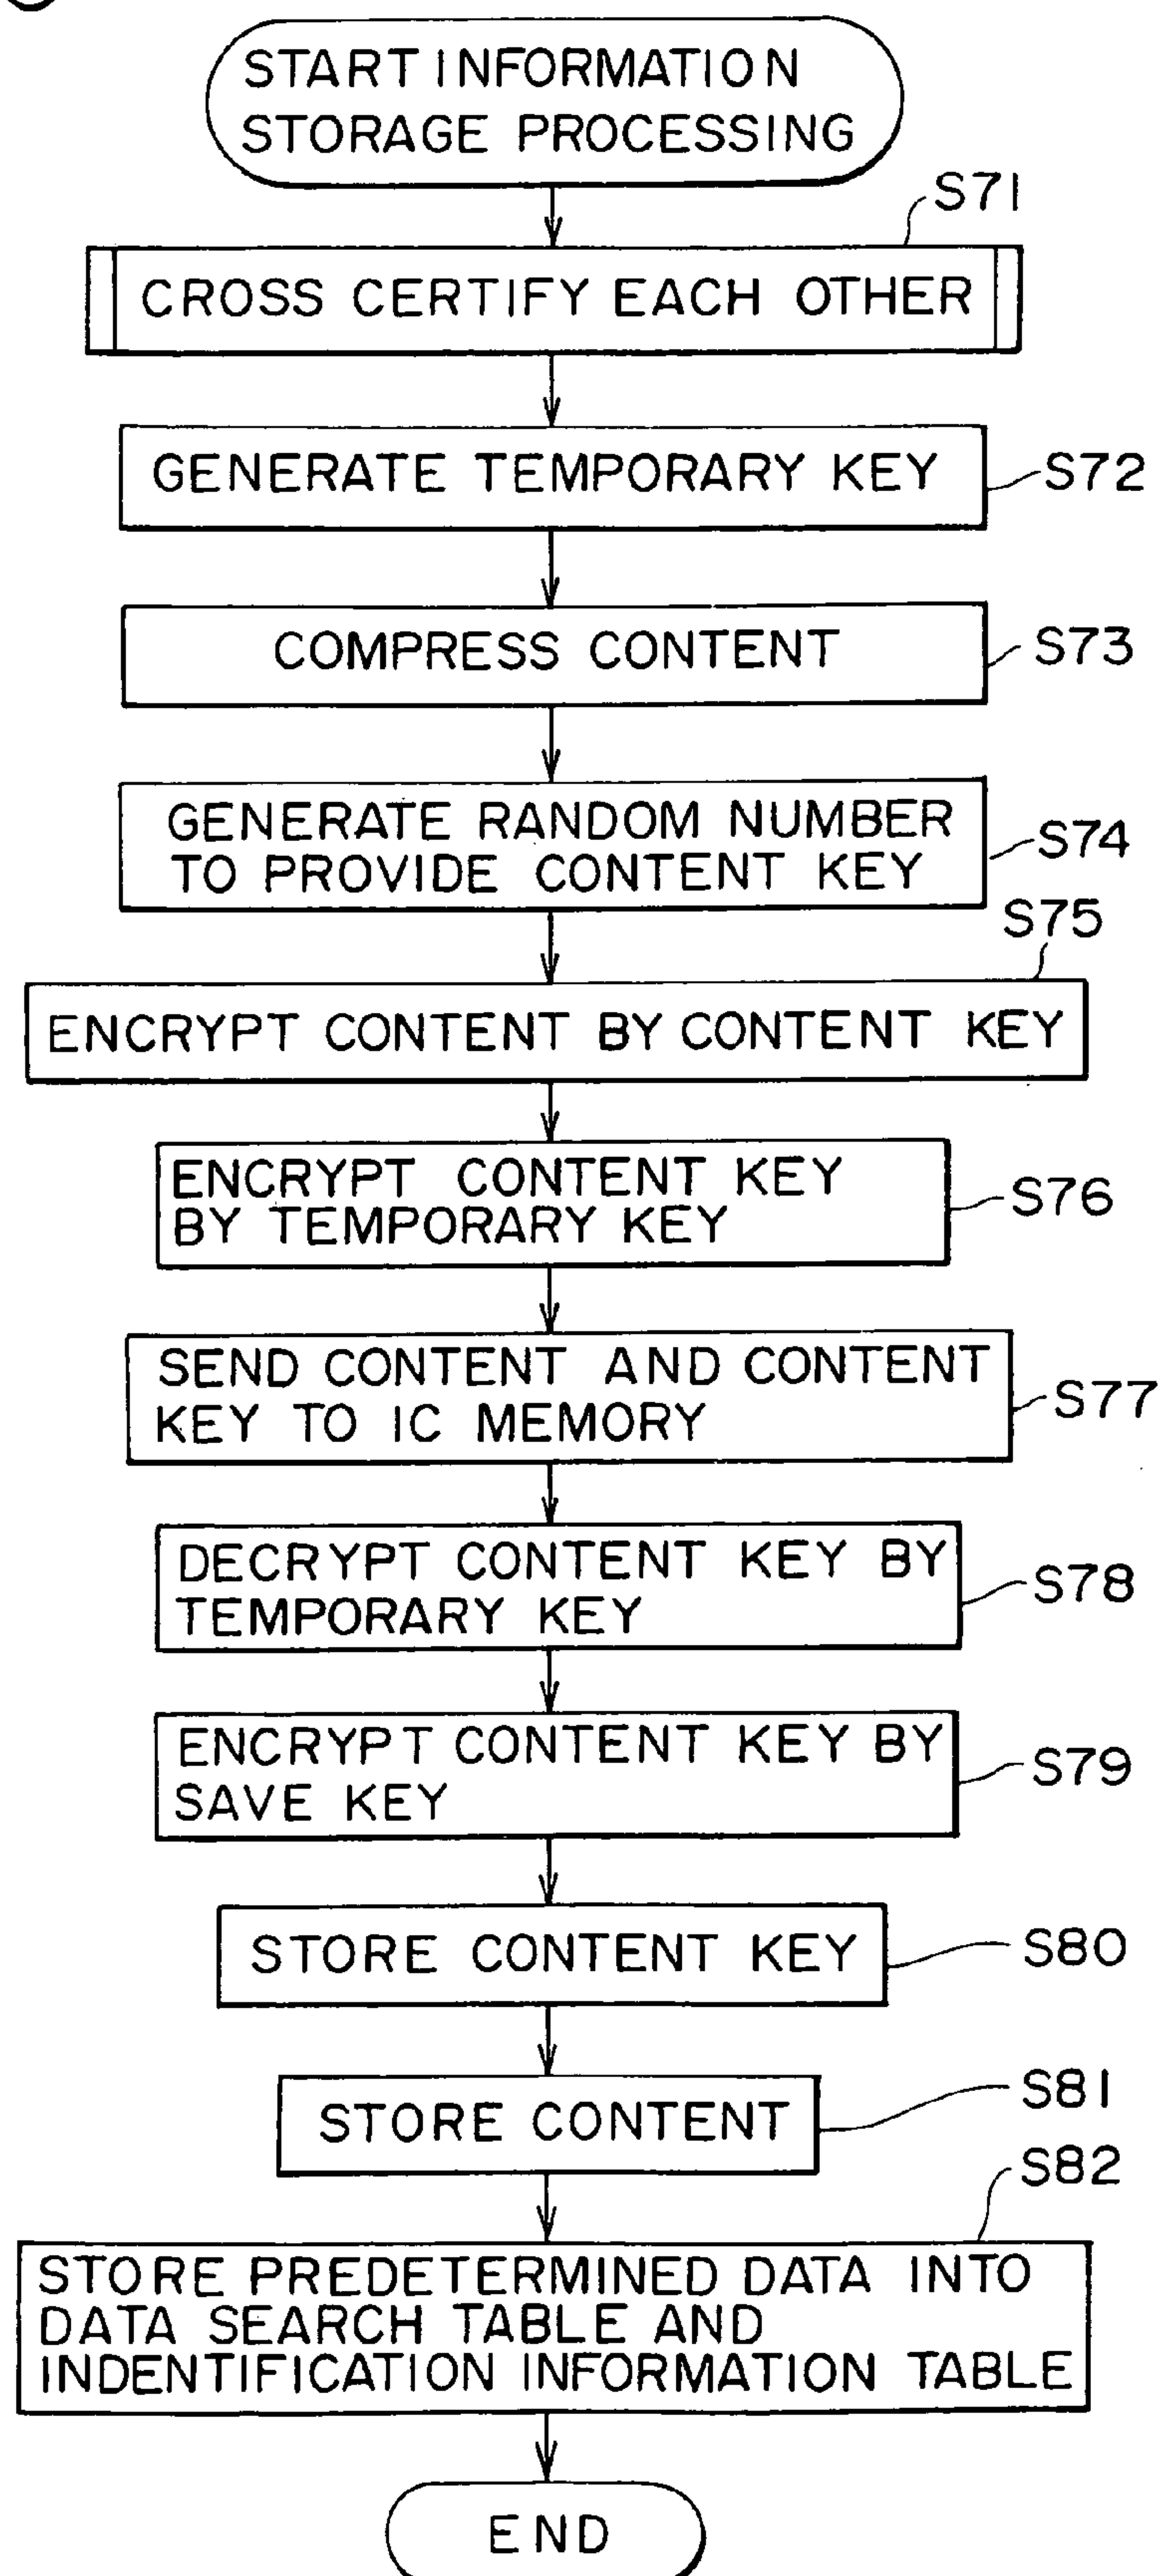 START INFORMATION
STORAGE PROCESSING
S71
CROSS CERTIFY EACH OTHER
GENERATE TEMPORARY KEY
S72
COMPRESS CONTENT
S73
GENERATE RANDOM NUMBER
TO PROVIDE CONTENT KEY
S74
S75
ENCRYPT CONTENT BY CONTENT KEY
ENCRYPT CONTENT KEY
BY TEMPORARY KEY
S76
SEND CONTENT AND CONTENT
KEY TO IC MEMORY
S77
DECRYPT CONTENT KEY BY
TEMPORARY KEY
S78
ENCRYPT CONTENT KEY BY
SAVE KEY
S79
STORE CONTENT KEY
S80
STORE CONTENT
S81
S82
STORE PREDETERMINED DATA INTO
DATA SEARCH TABLE AND
INDENTIFICATION INFORMATION TABLE
END